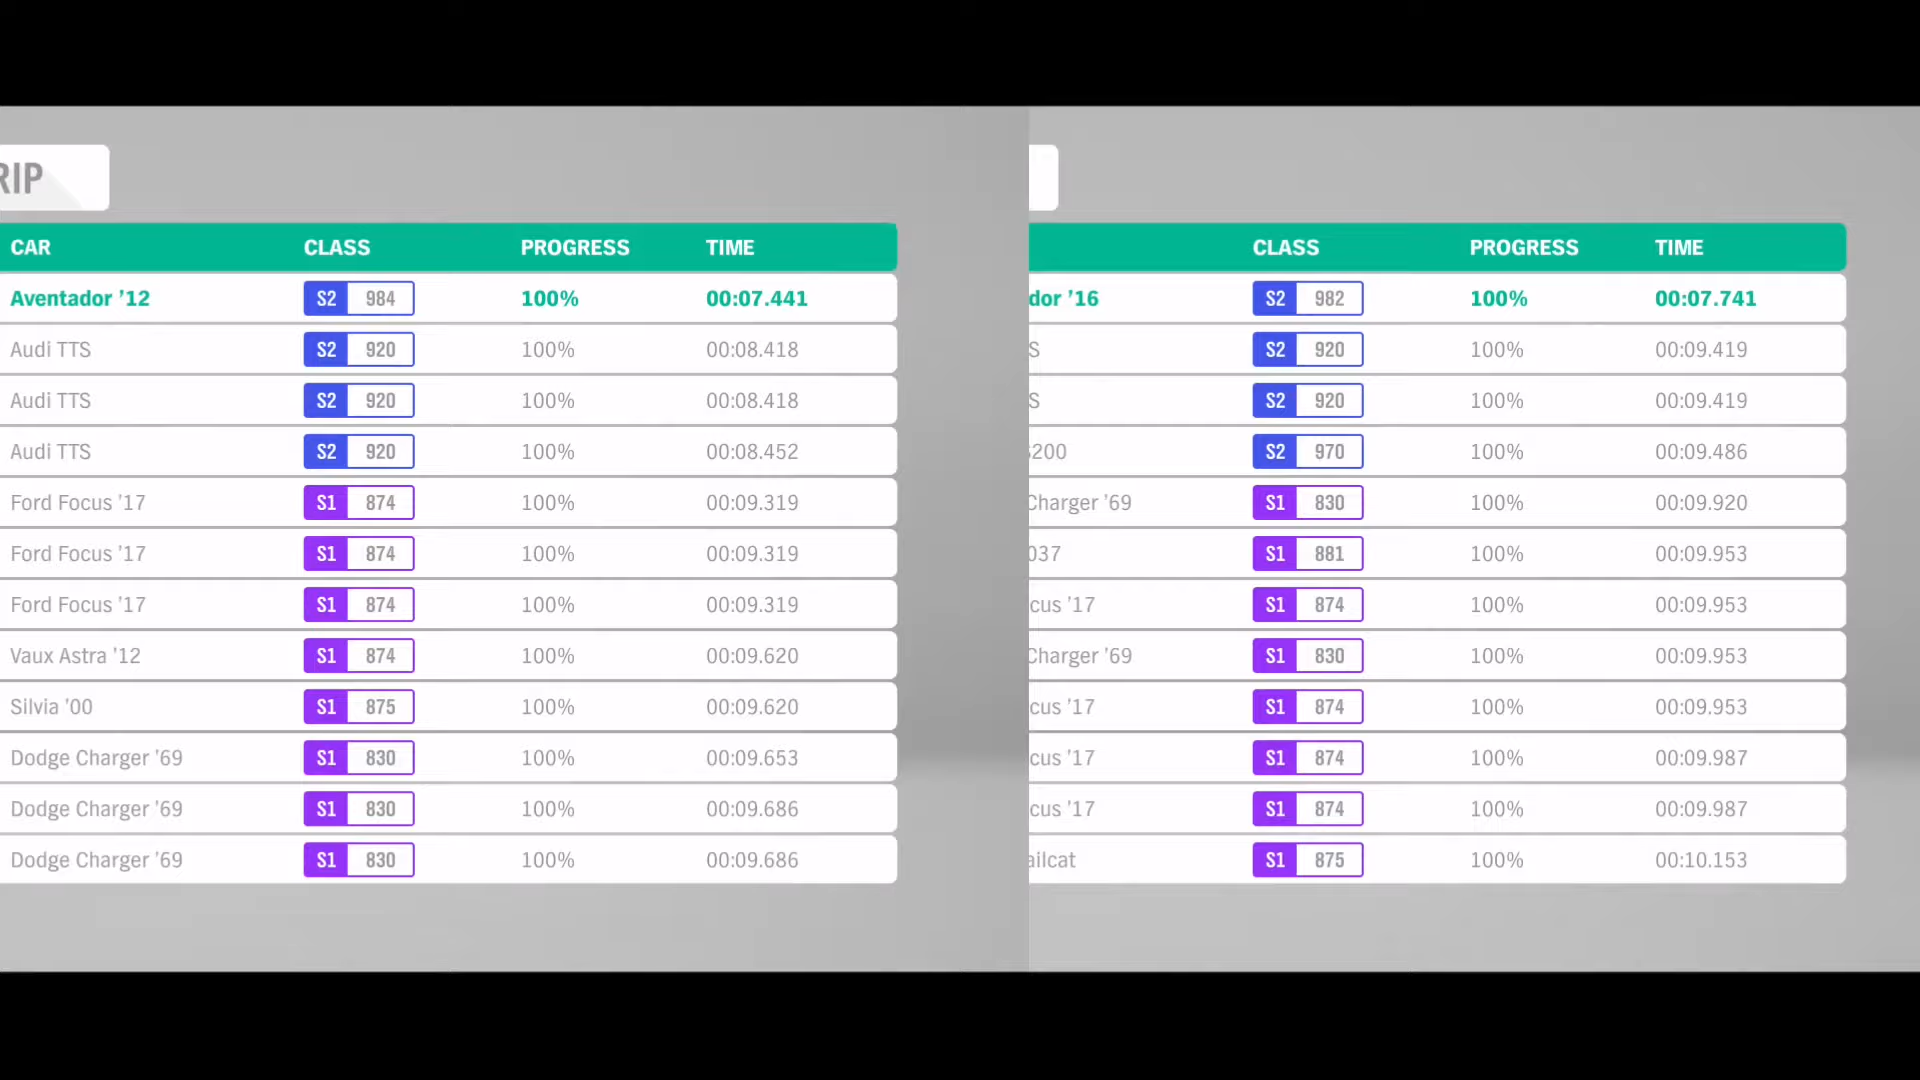 RIP
CAR CLASS PROGRESS TIME
Aventador '12 S2 984 100% 00:07.441
Audi TTS S2 920 100% 00:08.418
Audi TTS S2 920 100% 00:08.418
Audi TTS S2 920 100% 00:08.452
Ford Focus '17 S1 874 100% 00:09.319
Ford Focus '17 S1 874 100% 00:09.319
Ford Focus '17 S1 874 100% 00:09.319
Vaux Astra '12 S1 874 100% 00:09.620
Silvia '00 S1 875 100% 00:09.620
Dodge Charger '69 S1 830 100% 00:09.653
Dodge Charger '69 S1 830 100% 00:09.686
Dodge Charger '69 S1 830 100% 00:09.686
CLASS PROGRESS TIME
dor '16 S2 982 100% 00:07.741
S S2 920 100% 00:09.419
S S2 920 100% 00:09.419
S200 S2 970 100% 00:09.486
Charger '69 S1 830 100% 00:09.920
037 S1 881 100% 00:09.953
cus '17 S1 874 100% 00:09.953
Charger '69 S1 830 100% 00:09.953
cus '17 S1 874 100% 00:09.953
cus '17 S1 874 100% 00:09.987
cus '17 S1 874 100% 00:09.987
ailcat S1 875 100% 00:10.153